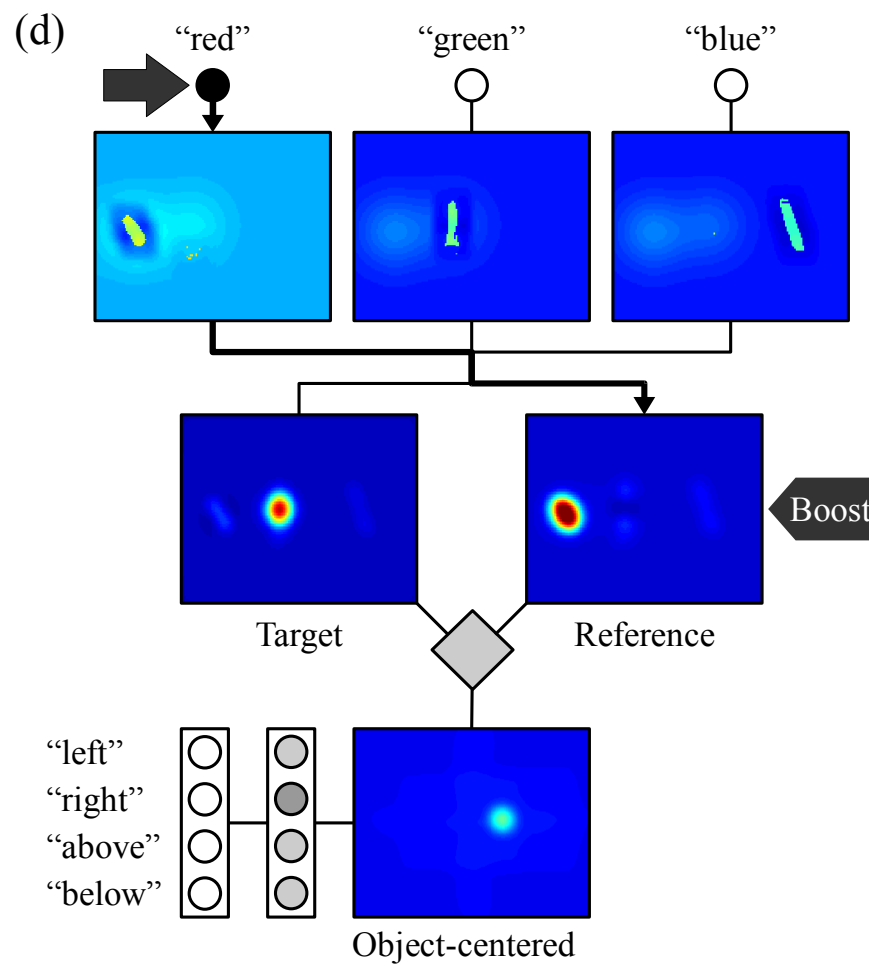 (d)
“red” “green” “blue”
Boost
Target Reference
“left”
“right”
“above”
“below”
Object-centered